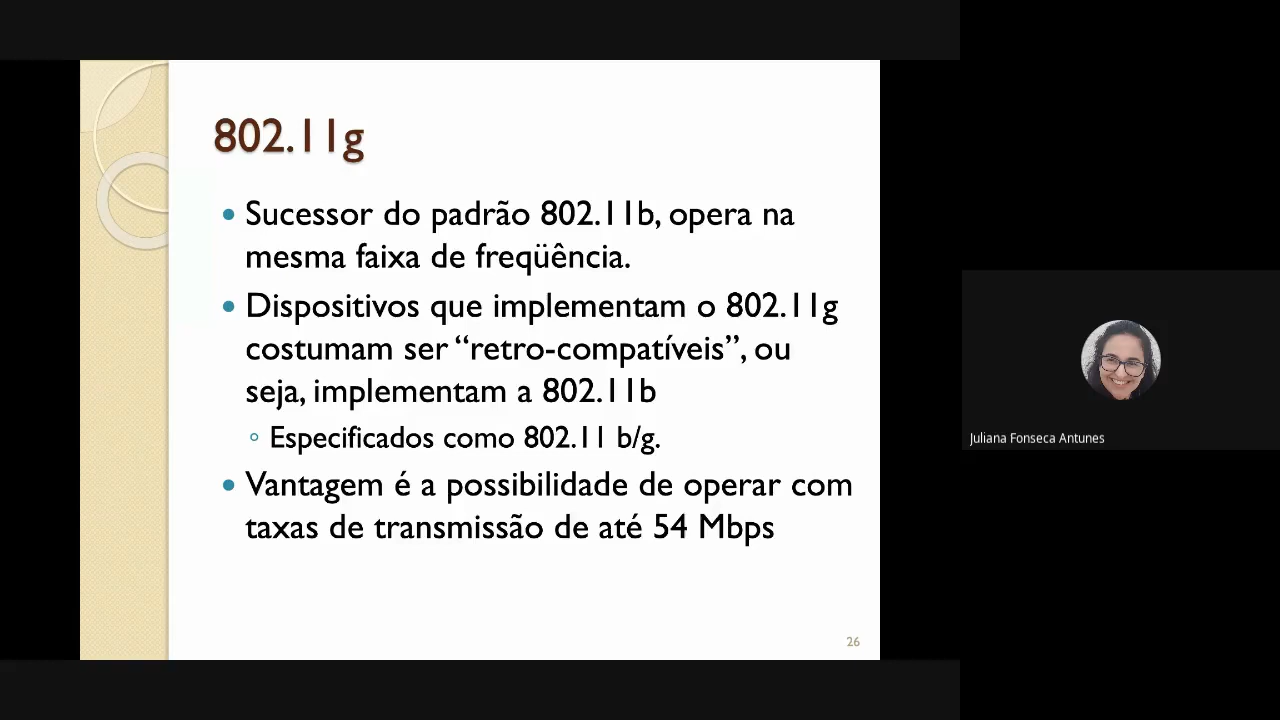 802.11g
• Sucessor do padrão 802.11b, opera na
mesma faixa de freqüência.
• Dispositivos que implementam o 802.11g
costumam ser “retro-compatíveis”, ou
seja, implementam a 802.11b
◦ Especificados como 802.11 b/g.
• Vantagem é a possibilidade de operar com
taxas de transmissão de até 54 Mbps
26
Juliana Fonseca Antunes